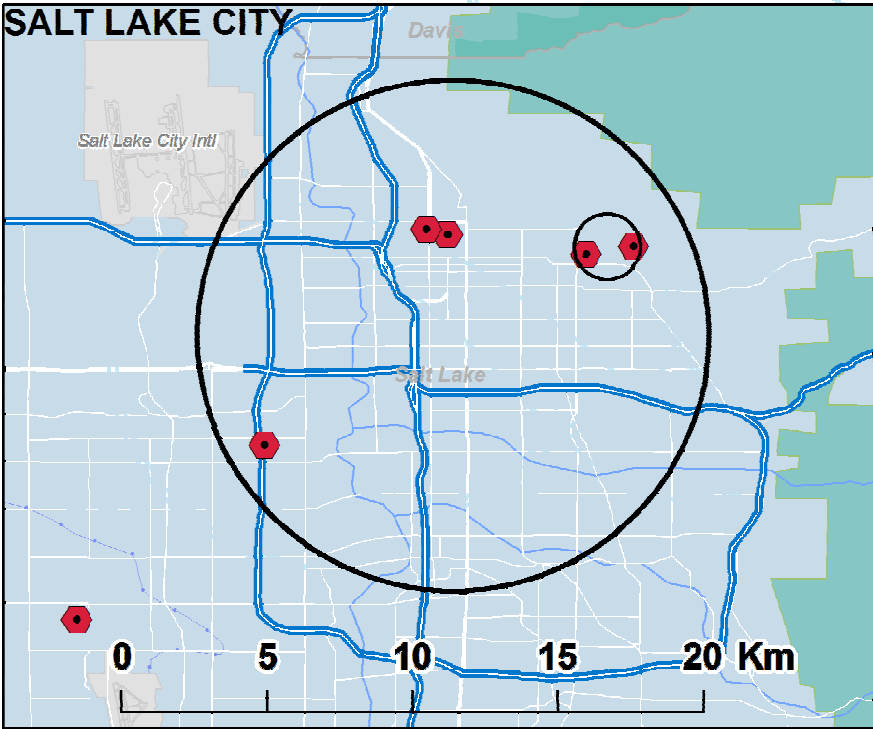 SALT LAKE CITY
Davis
Salt Lake City Intl
Salt Lake
0 5 10 15 20 Km